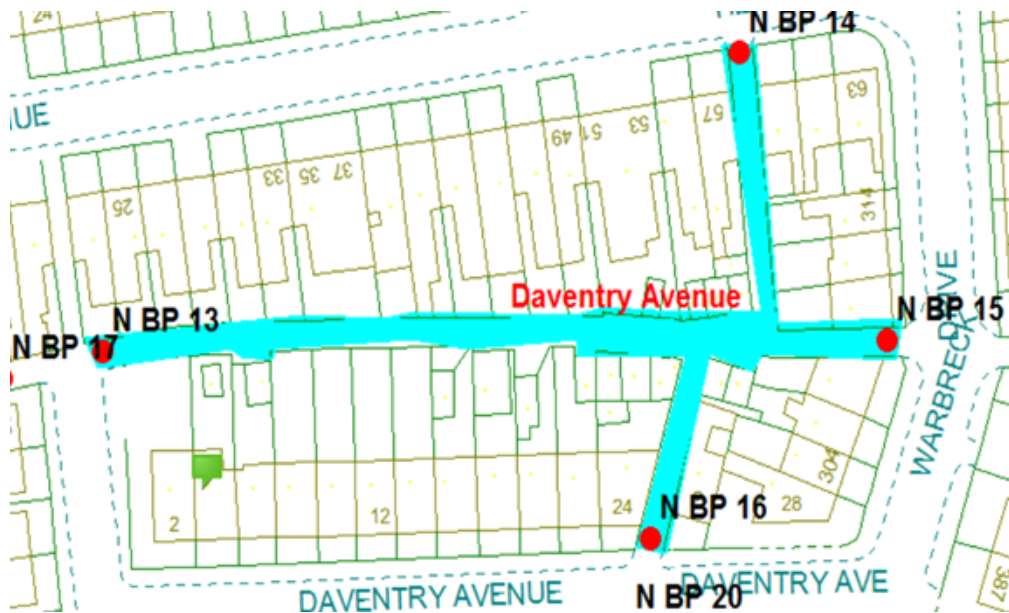 24
N BP 14
UE
63
57
53
51
49
37
35
33
25
314
Daventry Avenue
DRIVE
N BP 13
N BP 15
N BP 17
WARBRECK
304
N BP 16
2
12
24
28
DAVENTRY AVENUE
DAVENTRY AVE
N BP 20
387